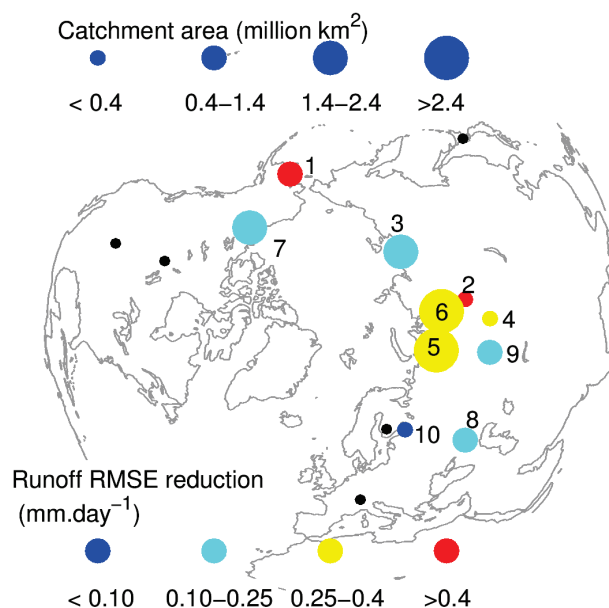 Catchment area (million km²)
< 0.4 0.4−1.4 1.4−2.4 >2.4
1
7
3
2
6
4
5
9
8
10
Runoff RMSE reduction
(mm.day⁻¹)
< 0.10 0.10−0.25 0.25−0.4 >0.4